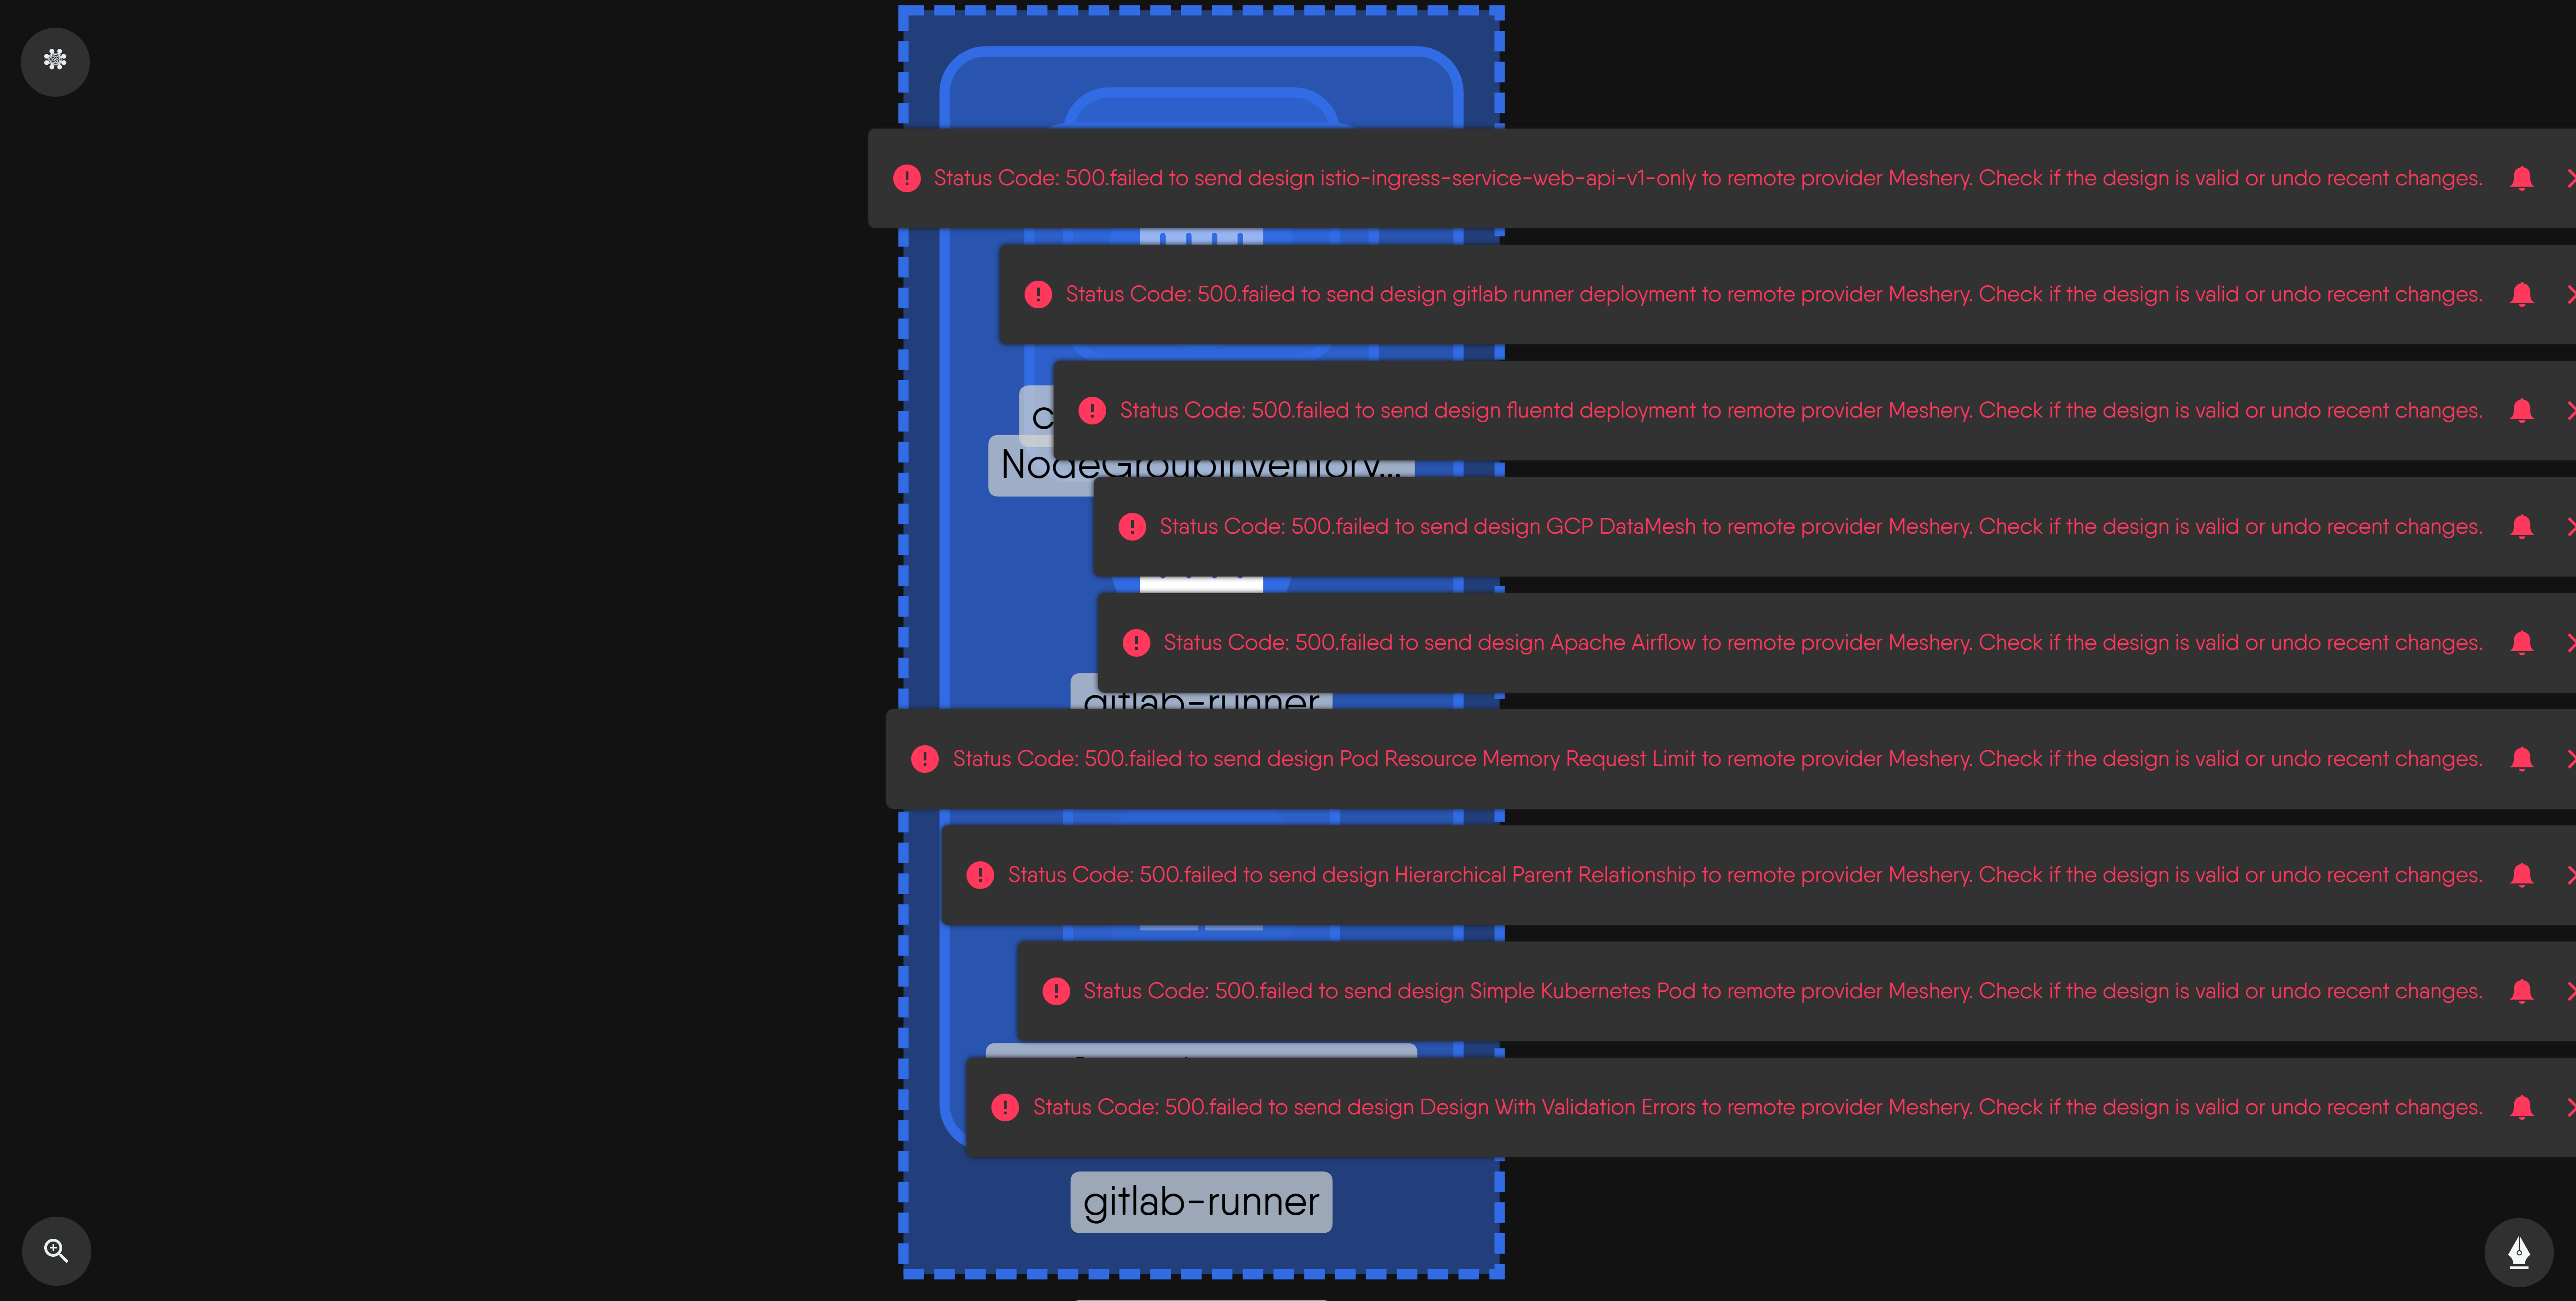 Status Code: 500.failed to send design istio-ingress-service-web-api-v1-only to remote provider Meshery. Check if the design is valid or undo recent changes.
Status Code: 500.failed to send design gitlab runner deployment to remote provider Meshery. Check if the design is valid or undo recent changes.
Status Code: 500.failed to send design fluentd deployment to remote provider Meshery. Check if the design is valid or undo recent changes.
NodeGroupInventory...
Status Code: 500.failed to send design GCP DataMesh to remote provider Meshery. Check if the design is valid or undo recent changes.
Status Code: 500.failed to send design Apache Airflow to remote provider Meshery. Check if the design is valid or undo recent changes.
gitlab-runner
Status Code: 500.failed to send design Pod Resource Memory Request Limit to remote provider Meshery. Check if the design is valid or undo recent changes.
Status Code: 500.failed to send design Hierarchical Parent Relationship to remote provider Meshery. Check if the design is valid or undo recent changes.
Status Code: 500.failed to send design Simple Kubernetes Pod to remote provider Meshery. Check if the design is valid or undo recent changes.
Status Code: 500.failed to send design Design With Validation Errors to remote provider Meshery. Check if the design is valid or undo recent changes.
gitlab-runner